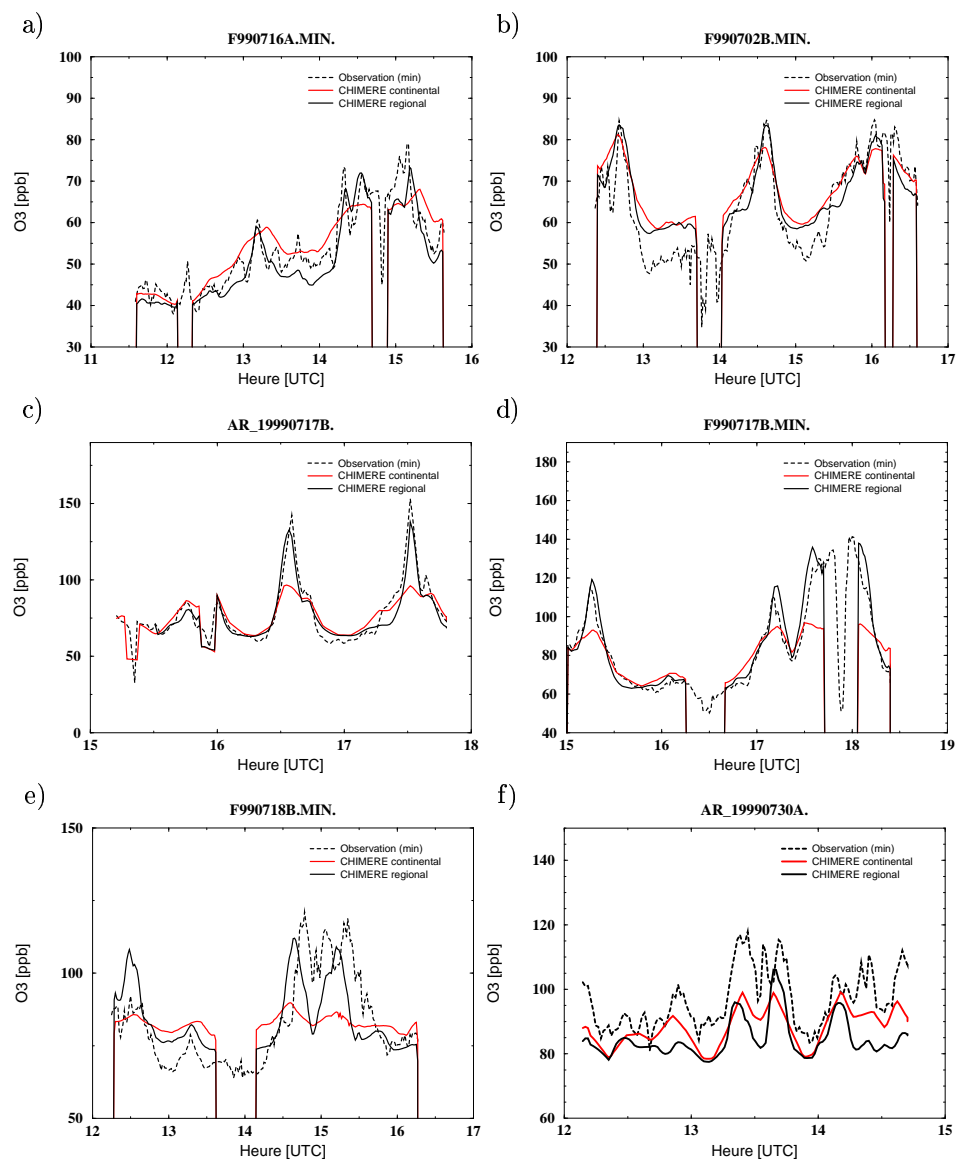 a)
F990716A.MIN.
100
90
80
70
60
50
40
30
O3 [ppb]
Observation (min)
CHIMERE continental
CHIMERE regional
11 12 13 14 15 16
Heure [UTC]
b)
F990702B.MIN.
100
90
80
70
60
50
40
30
O3 [ppb]
Observation (min)
CHIMERE continental
CHIMERE regional
12 13 14 15 16 17
Heure [UTC]
c)
AR_19990717B.
150
100
50
0
O3 [ppb]
Observation (min)
CHIMERE continental
CHIMERE regional
15 16 17 18
Heure [UTC]
d)
F990717B.MIN.
180
160
140
120
100
80
60
40
O3 [ppb]
Observation (min)
CHIMERE continental
CHIMERE regional
15 16 17 18 19
Heure [UTC]
e)
F990718B.MIN.
150
100
50
O3 [ppb]
Observation (min)
CHIMERE continental
CHIMERE regional
12 13 14 15 16 17
Heure [UTC]
f)
AR_19990730A.
140
120
100
80
60
O3 [ppb]
Observation (min)
CHIMERE continental
CHIMERE regional
12 13 14 15
Heure [UTC]